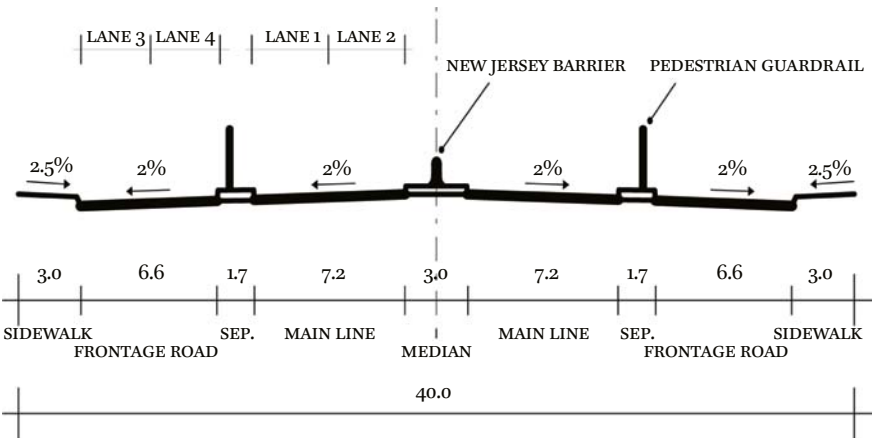 LANE 3 LANE 4 LANE 1 LANE 2
NEW JERSEY BARRIER PEDESTRIAN GUARDRAIL
2.5% 2% 2% 2% 2% 2.5%
3.0 6.6 1.7 7.2 3.0 7.2 1.7 6.6 3.0
SIDEWALK SEP. MAIN LINE MAIN LINE SEP. SIDEWALK
FRONTAGE ROAD MEDIAN FRONTAGE ROAD
40.0